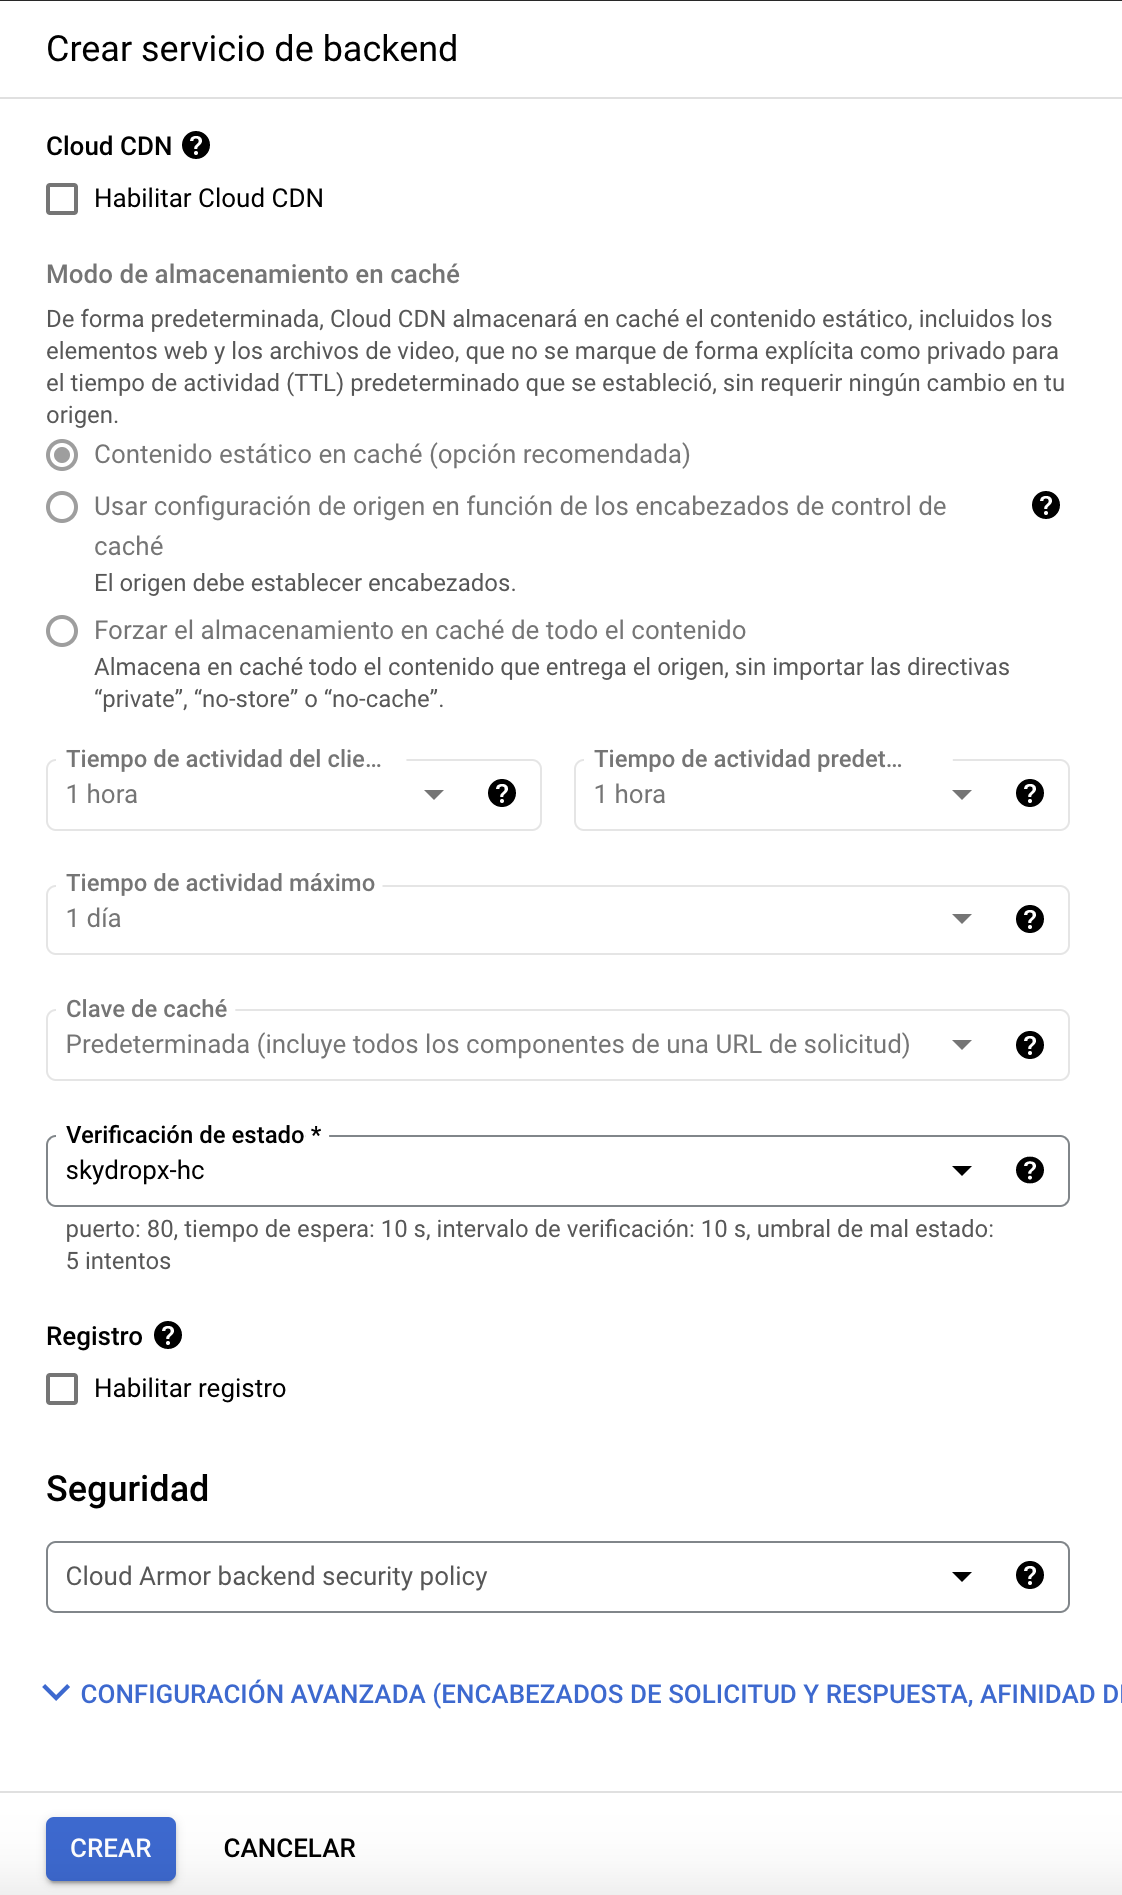 Crear servicio de backend
Cloud CDN
Habilitar Cloud CDN
Modo de almacenamiento en caché
De forma predeterminada, Cloud CDN almacenará en caché el contenido estático, incluidos los
elementos web y los archivos de video, que no se marque de forma explícita como privado para
el tiempo de actividad (TTL) predeterminado que se estableció, sin requerir ningún cambio en tu
origen.
Contenido estático en caché (opción recomendada)
Usar configuración de origen en función de los encabezados de control de
caché
El origen debe establecer encabezados.
Forzar el almacenamiento en caché de todo el contenido
Almacena en caché todo el contenido que entrega el origen, sin importar las directivas
“private”, “no-store” o “no-cache”.
Tiempo de actividad del clie...
1 hora
Tiempo de actividad predet...
1 hora
Tiempo de actividad máximo
1 día
Clave de caché
Predeterminada (incluye todos los componentes de una URL de solicitud)
Verificación de estado *
skydropx-hc
puerto: 80, tiempo de espera: 10 s, intervalo de verificación: 10 s, umbral de mal estado:
5 intentos
Registro
Habilitar registro
Seguridad
Cloud Armor backend security policy
CONFIGURACIÓN AVANZADA (ENCABEZADOS DE SOLICITUD Y RESPUESTA, AFINIDAD
CREAR
CANCELAR